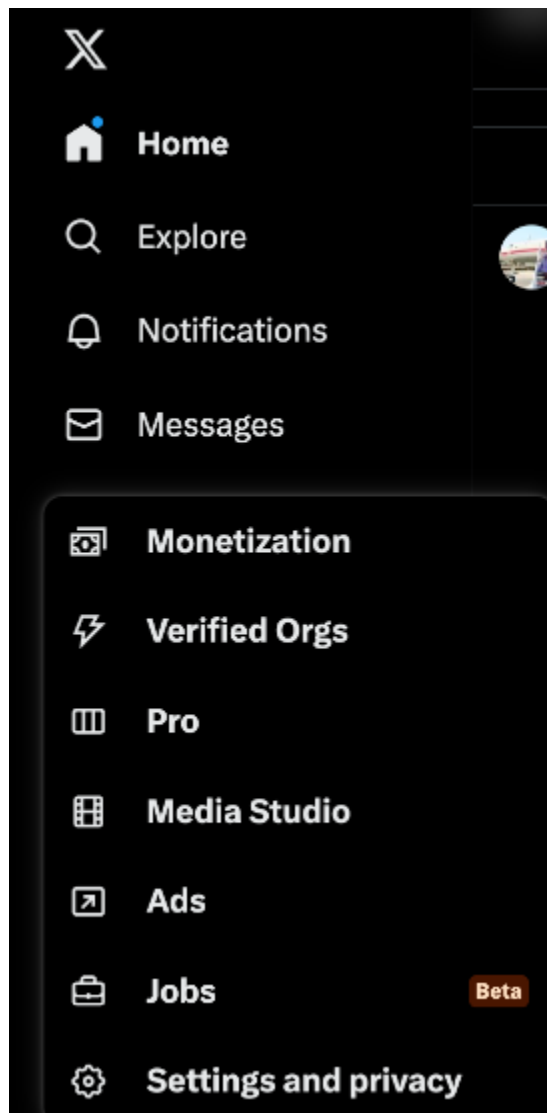 Home
Explore
Notifications
Messages
Monetization
Verified Orgs
Pro
Media Studio
Ads
Jobs
Beta
Settings and privacy